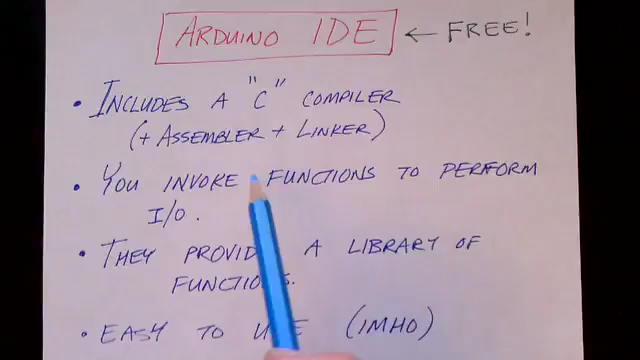 ARDUINO IDE ← FREE!
• INCLUDES A "C" COMPILER
(+ ASSEMBLER + LINKER)
• YOU INVOKE FUNCTIONS TO PERFORM
I/O.
• THEY PROVIDE A LIBRARY OF
FUNCTIONS.
• EASY TO USE (IMHO)